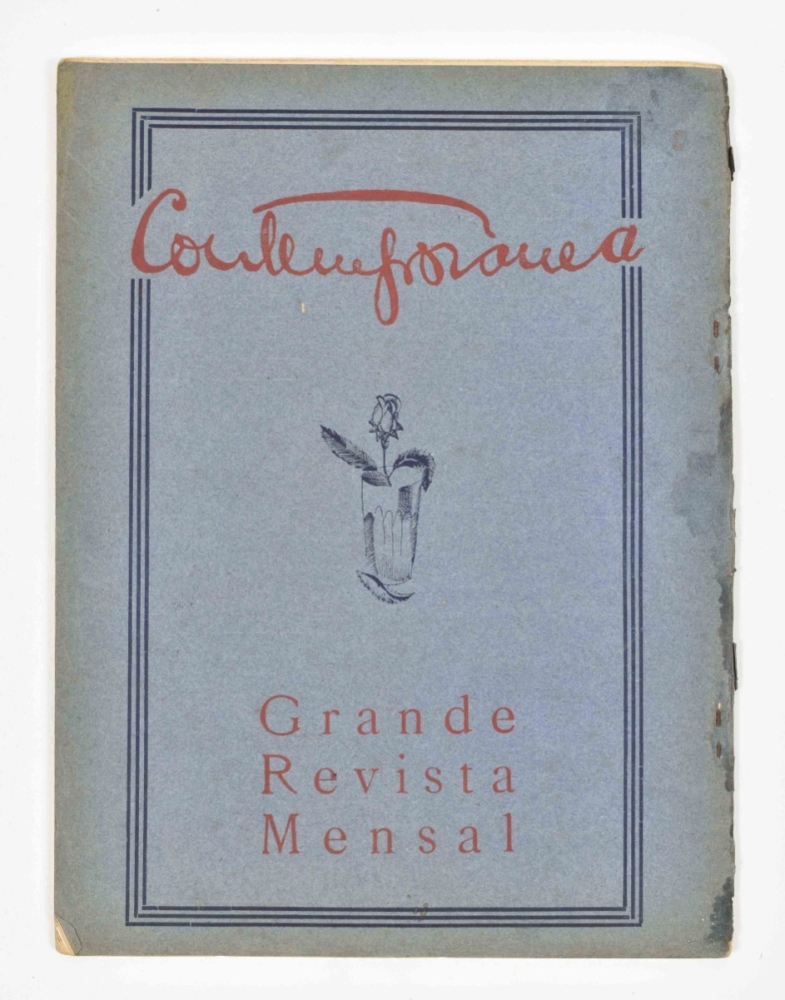 Contemporanea
Grande
Revista
Mensal